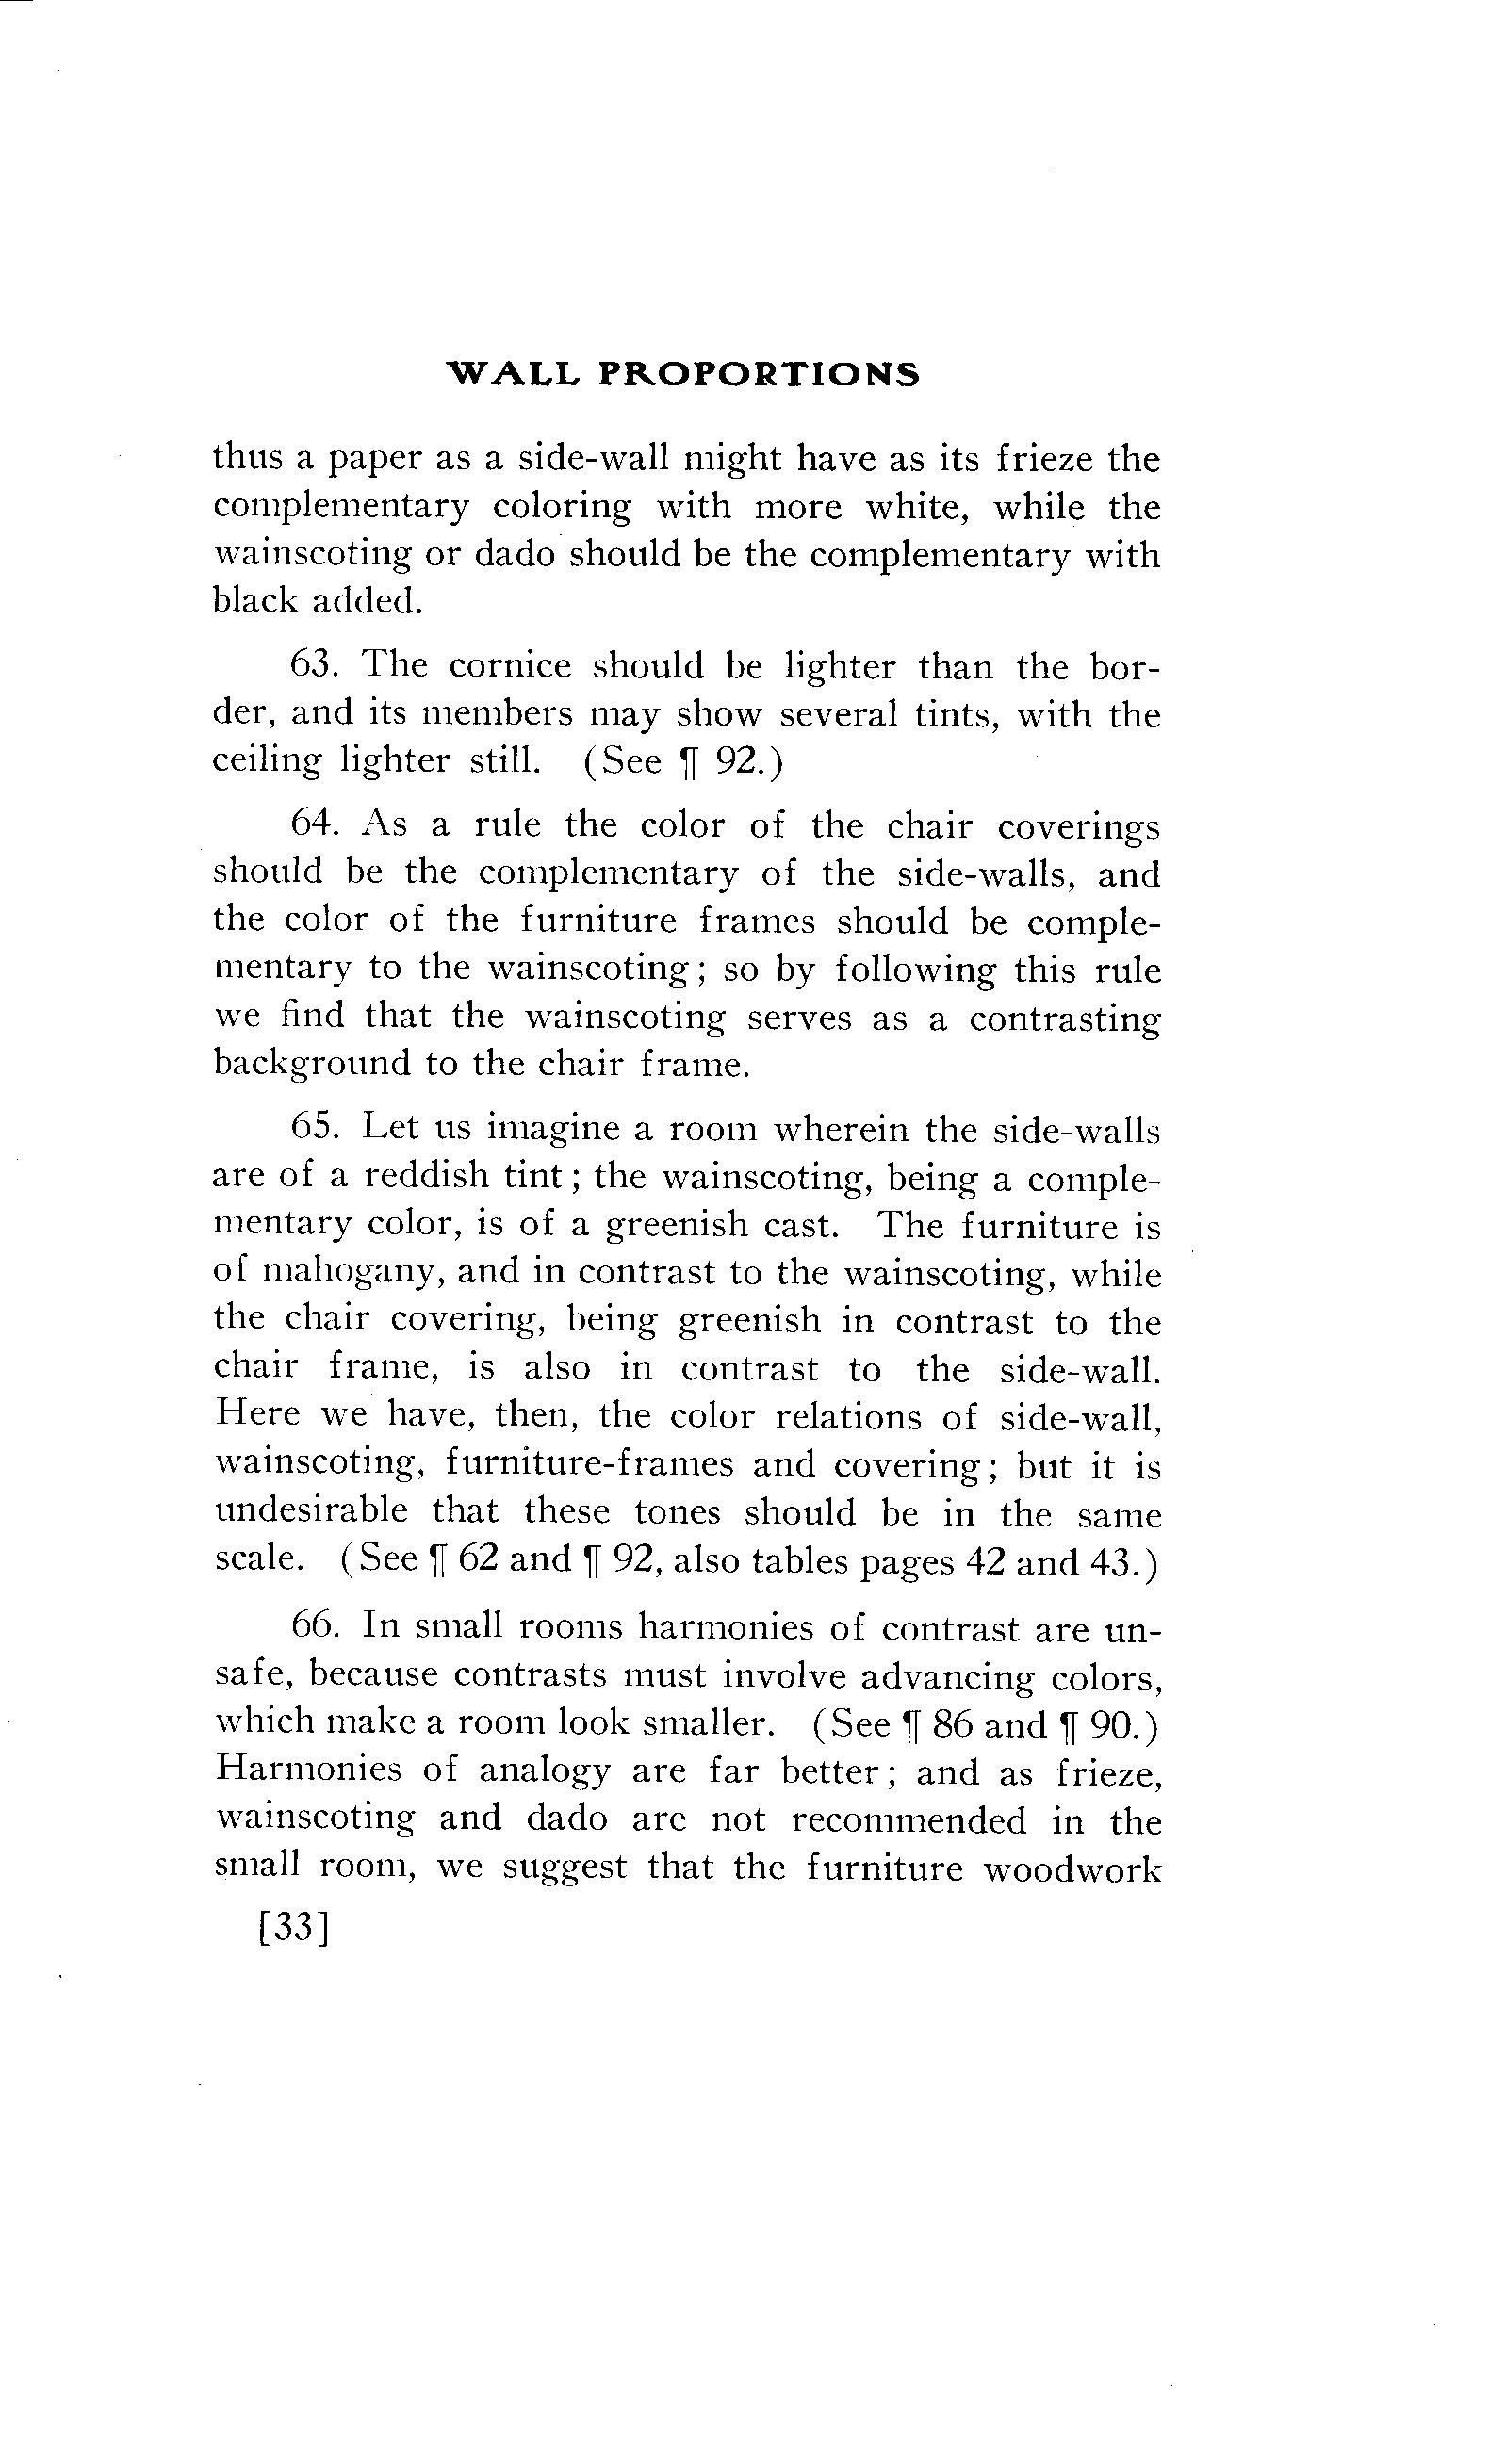 WALL PROPORTIONS
thus a paper as a side-wall might have as its frieze the
complementary coloring with more white, while the
wainscoting or dado should be the complementary with
black added.
63. The cornice should be lighter than the bor-
der, and its members may show several tints, with the
ceiling lighter still. (See ¶ 92.)
64. As a rule the color of the chair coverings
should be the complementary of the side-walls, and
the color of the furniture frames should be comple-
mentary to the wainscoting; so by following this rule
we find that the wainscoting serves as a contrasting
background to the chair frame.
65. Let us imagine a room wherein the side-walls
are of a reddish tint; the wainscoting, being a comple-
mentary color, is of a greenish cast. The furniture is
of mahogany, and in contrast to the wainscoting, while
the chair covering, being greenish in contrast to the
chair frame, is also in contrast to the side-wall.
Here we have, then, the color relations of side-wall,
wainscoting, furniture-frames and covering; but it is
undesirable that these tones should be in the same
scale. (See ¶ 62 and ¶ 92, also tables pages 42 and 43.)
66. In small rooms harmonies of contrast are un-
safe, because contrasts must involve advancing colors,
which make a room look smaller. (See ¶ 86 and ¶ 90.)
Harmonies of analogy are far better; and as frieze,
wainscoting and dado are not recommended in the
small room, we suggest that the furniture woodwork
[33]